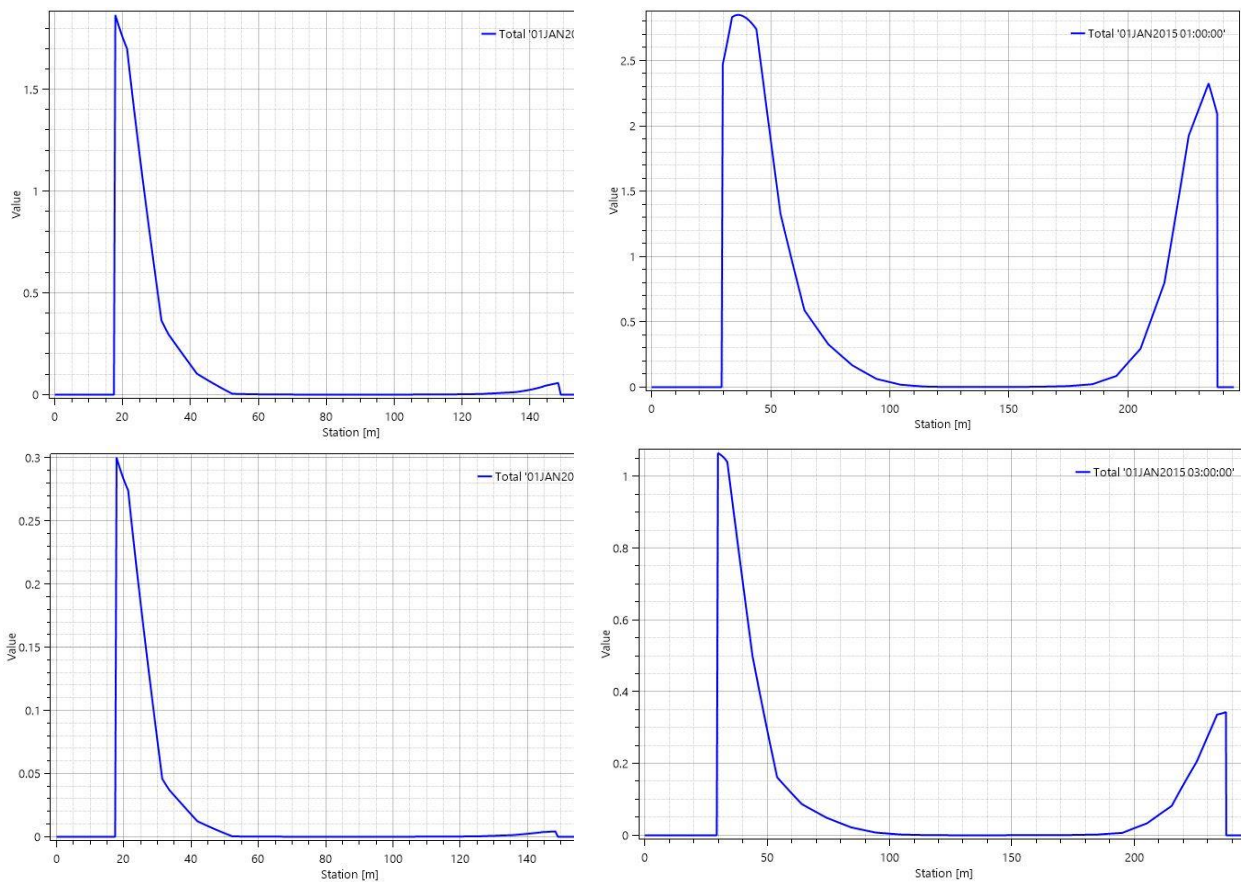 Total '01JAN20
1.5
1
0.5
0
Value
0 20 40 60 80 100 120 140
Station [m]
Total '01JAN2015 01:00:00'
2.5
2
1.5
1
0.5
0
Value
0 50 100 150 200
Station [m]
Total '01JAN20
0.3
0.25
0.2
0.15
0.1
0.05
0
Value
0 20 40 60 80 100 120 140
Station [m]
Total '01JAN2015 03:00:00'
1
0.8
0.6
0.4
0.2
0
Value
0 50 100 150 200
Station [m]